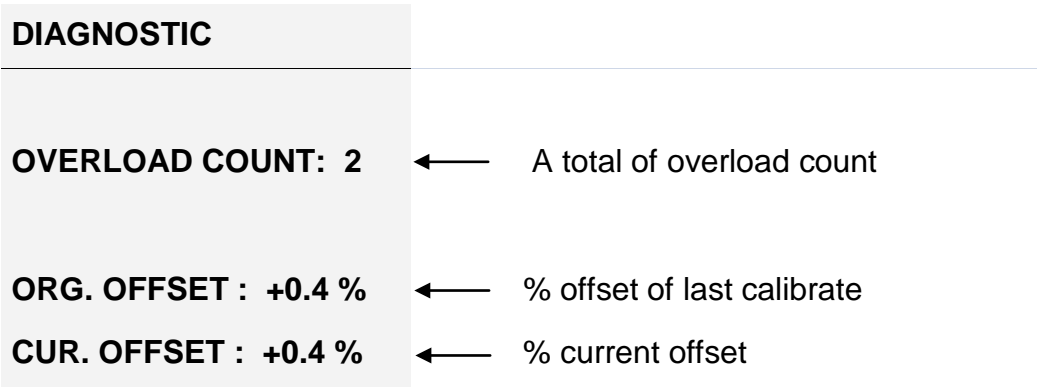 DIAGNOSTIC
OVERLOAD COUNT: 2 A total of overload count
ORG. OFFSET : +0.4 % % offset of last calibrate
CUR. OFFSET : +0.4 % % current offset